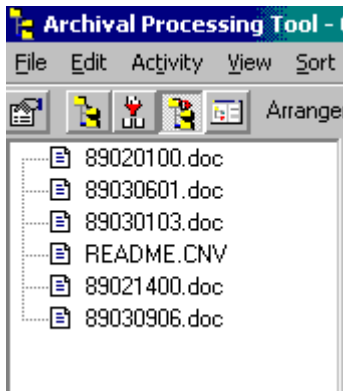 Archival Processing Tool -
File Edit Activity View Sort
Arrange
89020100.doc
89030601.doc
89030103.doc
README.CNV
89021400.doc
89030906.doc